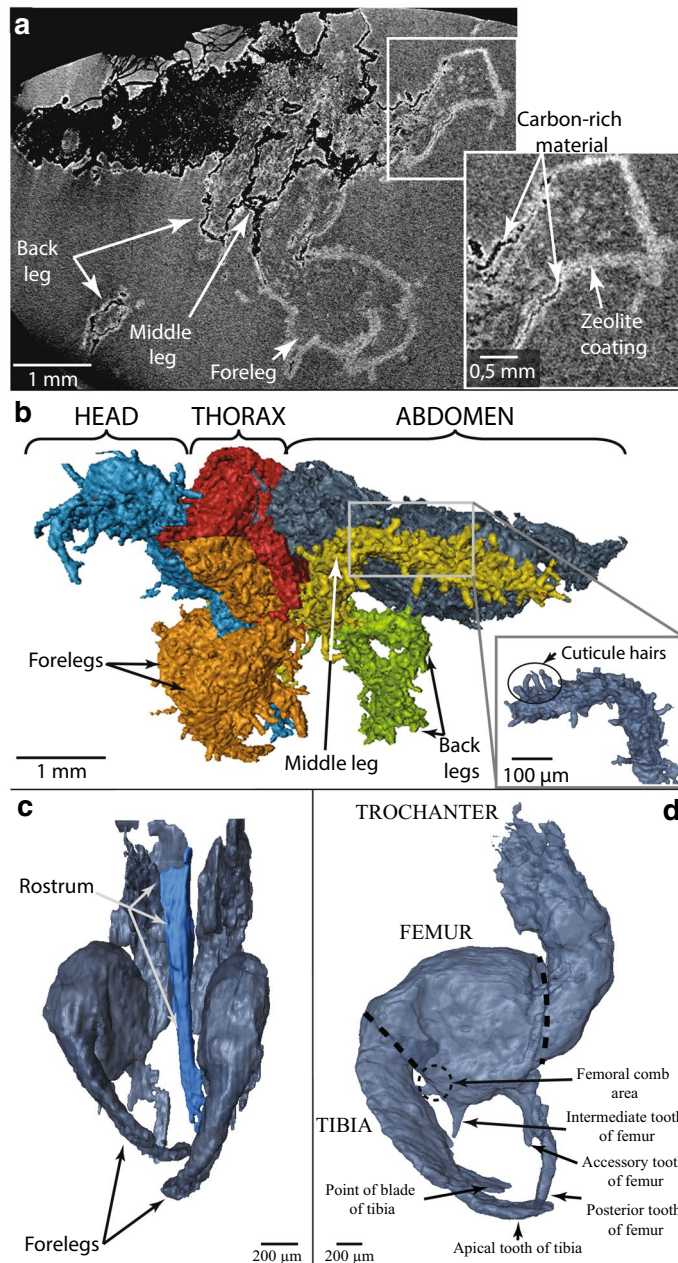 a
Carbon-rich
material
Back
leg
Middle
leg
Foreleg
Zeolite
coating
1 mm
0,5 mm
b
HEAD THORAX ABDOMEN
Forelegs
Cuticule hairs
Middle leg
Back
legs
1 mm
100 µm
c
Rostrum
Forelegs
200 µm
d
TROCHANTER
FEMUR
Femoral comb
area
TIBIA
Intermediate tooth
of femur
Accessory tooth
of femur
Point of blade
of tibia
Posterior tooth
of femur
200 µm
Apical tooth of tibia